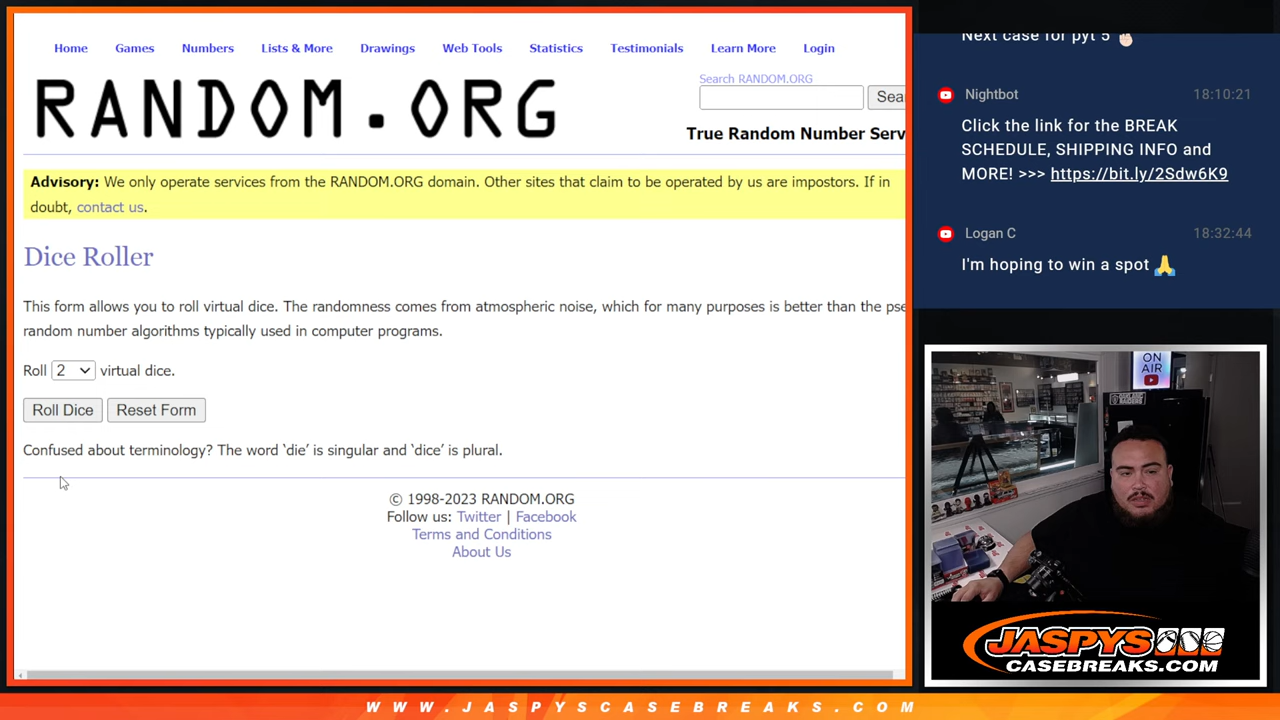 Home Games Numbers Lists & More Drawings Web Tools Statistics Testimonials Learn More Login
RANDOM.ORG
Search RANDOM.ORG
Sea
True Random Number Serv
Advisory: We only operate services from the RANDOM.ORG domain. Other sites that claim to be operated by us are impostors. If in
doubt, contact us.
Dice Roller
This form allows you to roll virtual dice. The randomness comes from atmospheric noise, which for many purposes is better than the pse
random number algorithms typically used in computer programs.
Roll 2 virtual dice.
Roll Dice Reset Form
Confused about terminology? The word ‘die’ is singular and ‘dice’ is plural.
© 1998-2023 RANDOM.ORG
Follow us: Twitter | Facebook
Terms and Conditions
About Us
Next case for pyt 5
Nightbot 18:10:21
Click the link for the BREAK
SCHEDULE, SHIPPING INFO and
MORE! >>> https://bit.ly/2Sdw6K9
Logan C 18:32:44
I'm hoping to win a spot 🙏
ON
AIR
JASPYS
CASEBREAKS.COM
WWW.JASPYSCASEBREAKS.COM